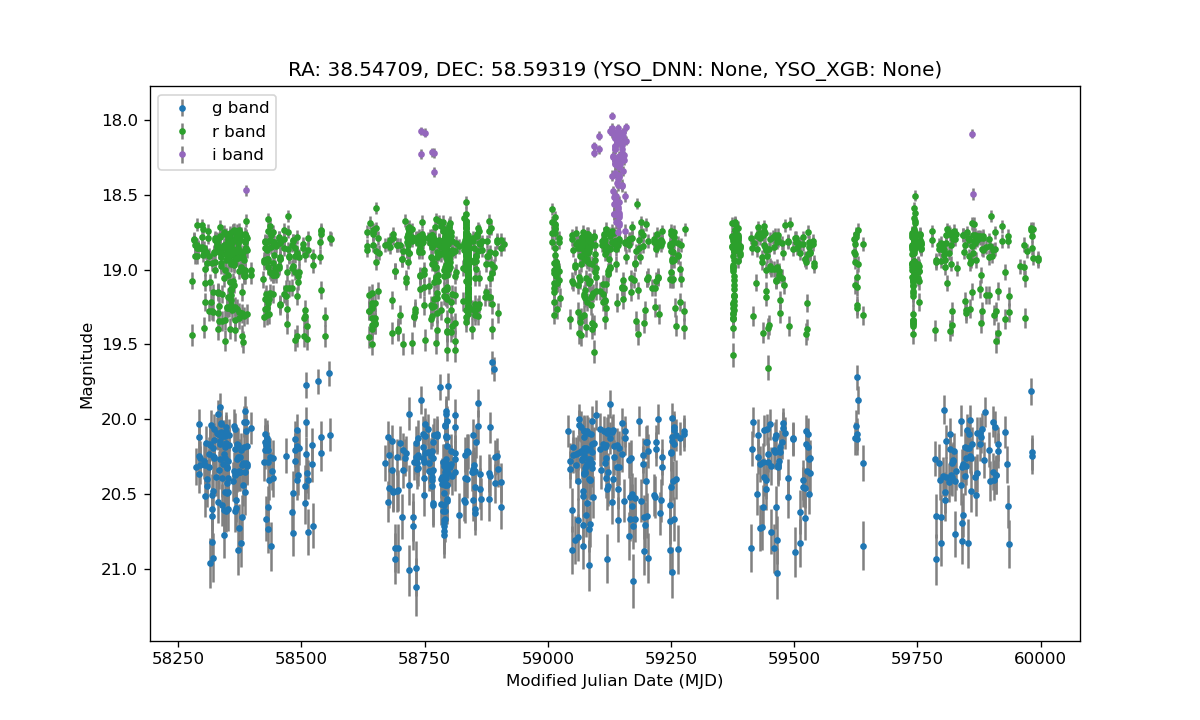 RA: 38.54709, DEC: 58.59319 (YSO_DNN: None, YSO_XGB: None)
g band
r band
i band
18.0
18.5
19.0
19.5
20.0
20.5
21.0
Magnitude
58250 58500 58750 59000 59250 59500 59750 60000
Modified Julian Date (MJD)